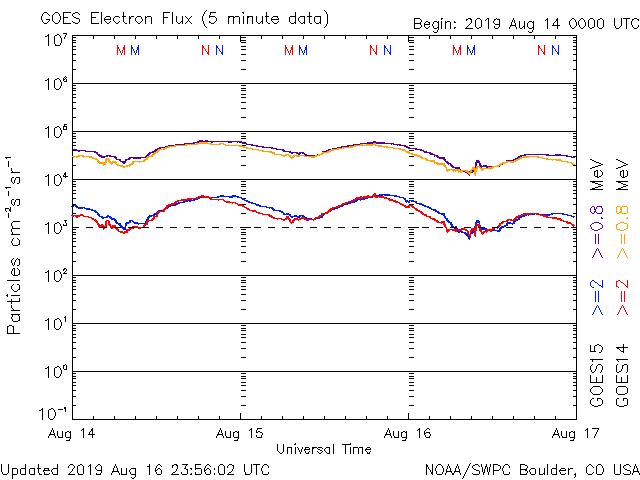 GOES Electron Flux (5 minute data)
Begin: 2019 Aug 14 0000 UTC
10⁷
M M N N M M N N M M N N
10⁶
10⁵
10⁴
10³
10²
10¹
10⁰
10⁻¹
Particles cm⁻²s⁻¹sr⁻¹
GOES15 >=2 >=0.8 MeV
GOES14 >=2 >=0.8 MeV
Aug 14 Aug 15 Aug 16 Aug 17
Universal Time
Updated 2019 Aug 16 23:56:02 UTC
NOAA/SWPC Boulder, CO USA